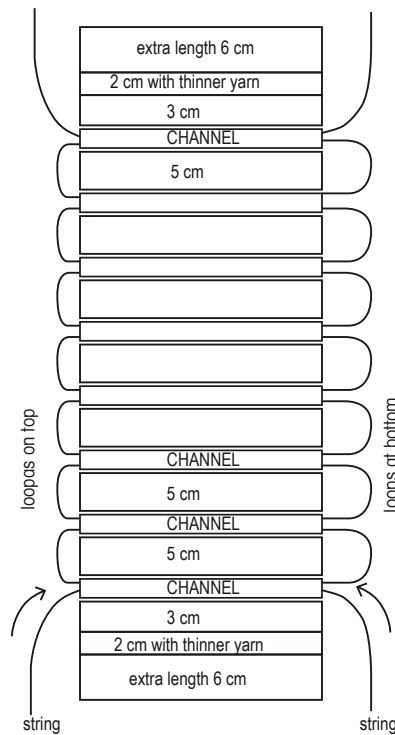 extra length 6 cm
2 cm with thinner yarn
3 cm
CHANNEL
5 cm
CHANNEL
5 cm
CHANNEL
5 cm
CHANNEL
3 cm
2 cm with thinner yarn
extra length 6 cm
loopas on top
loops at bottom
string
string